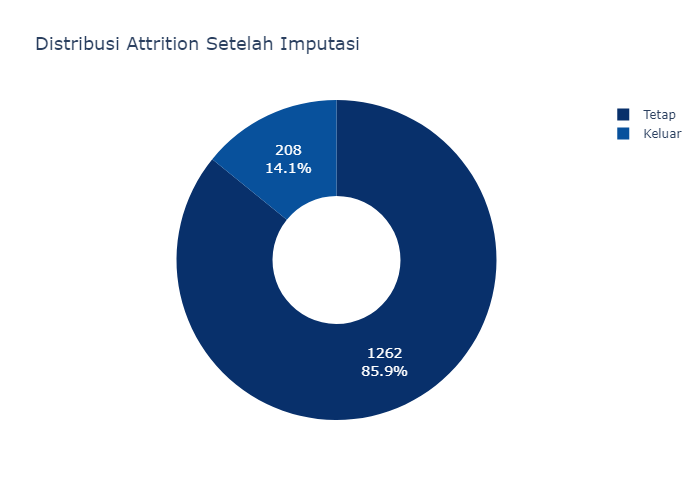 Distribusi Attrition Setelah Imputasi
Tetap
Keluar
208
14.1%
1262
85.9%